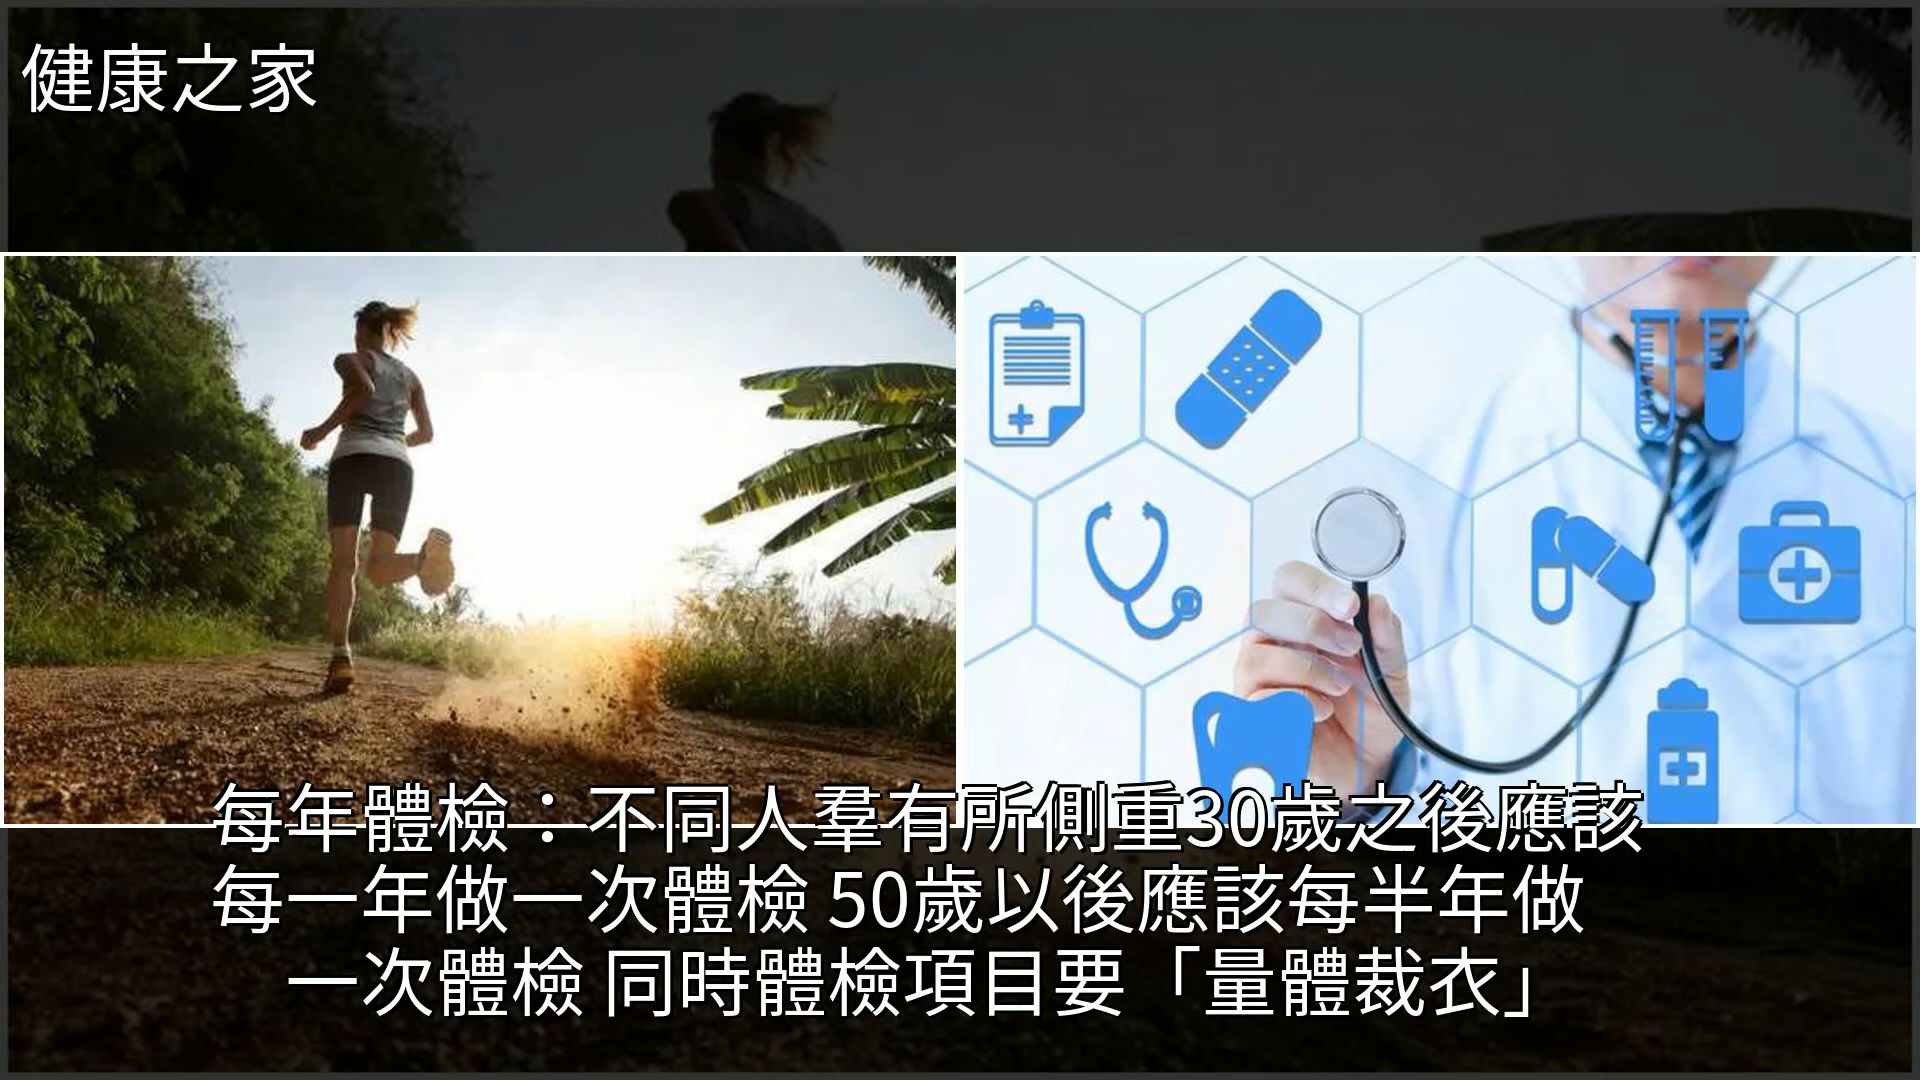 健康之家
每年體檢：不同人羣有所側重30歲之後應該
每一年做一次體檢 50歲以後應該每半年做
一次體檢 同時體檢項目要「量體裁衣」